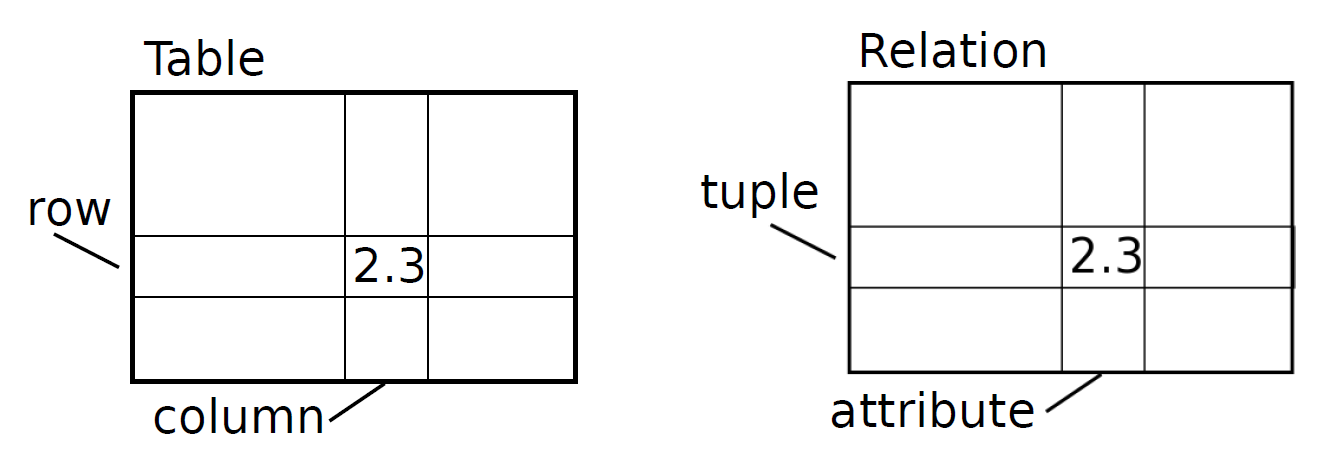 Table
row
2.3
column
Relation
tuple
2.3
attribute